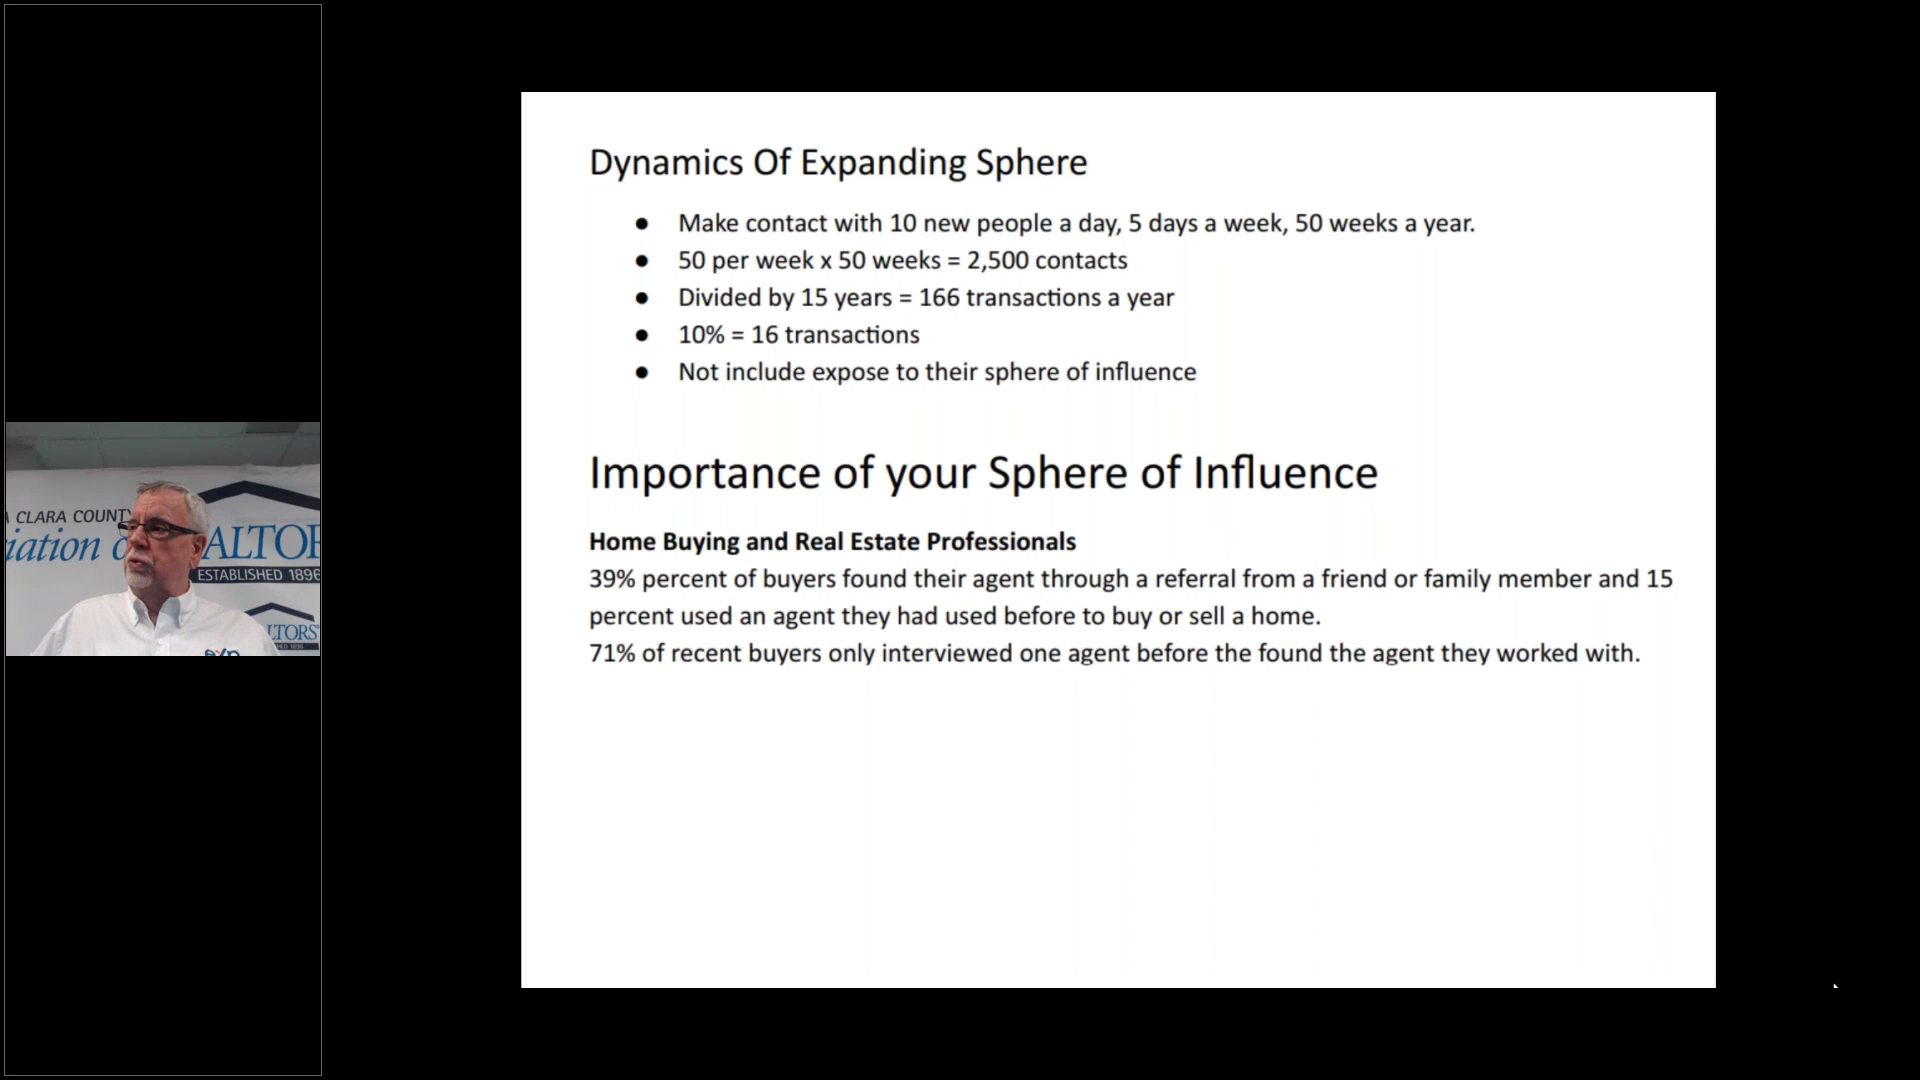 Dynamics Of Expanding Sphere
● Make contact with 10 new people a day, 5 days a week, 50 weeks a year.
● 50 per week x 50 weeks = 2,500 contacts
● Divided by 15 years = 166 transactions a year
● 10% = 16 transactions
● Not include expose to their sphere of influence
Importance of your Sphere of Influence
Home Buying and Real Estate Professionals
39% percent of buyers found their agent through a referral from a friend or family member and 15
percent used an agent they had used before to buy or sell a home.
71% of recent buyers only interviewed one agent before the found the agent they worked with.
A CLARA COUNTY
iation o ALTOR
ESTABLISHED 1896
LTORS
exp